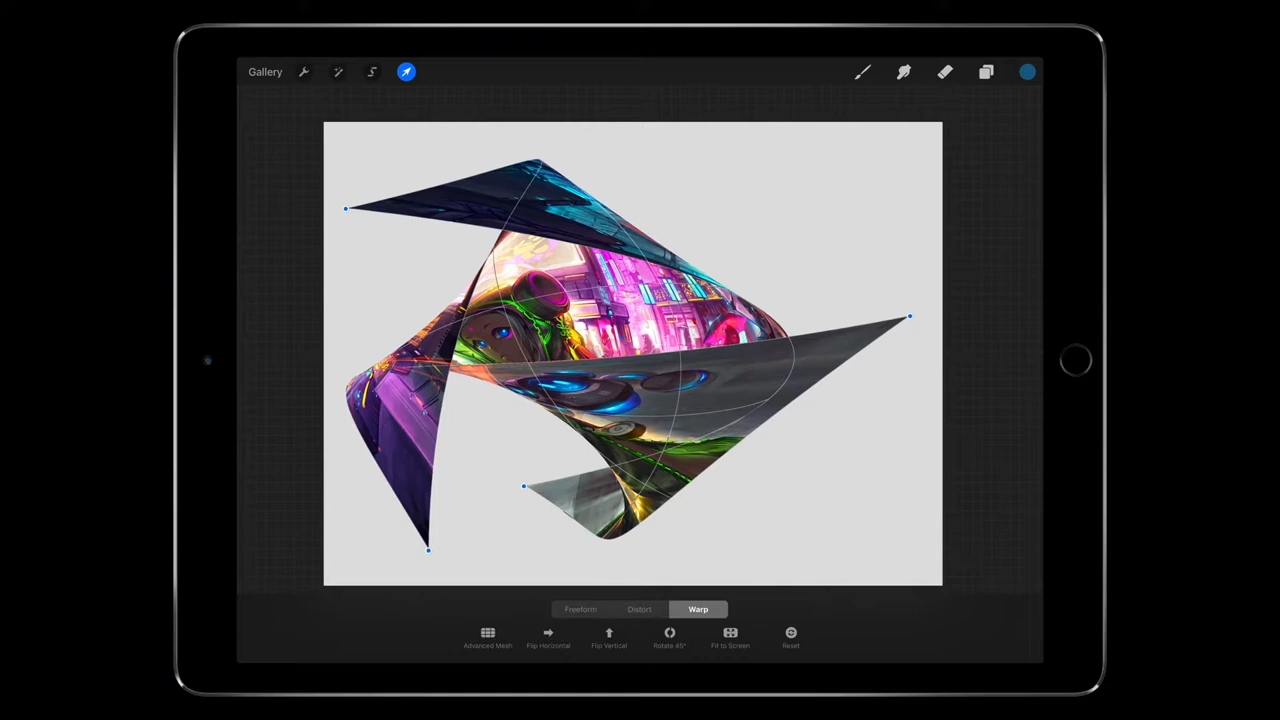 Gallery
Freeform Distort Warp
Advanced Mesh Flip Horizontal Flip Vertical Rotate 45° Fit to Screen Reset